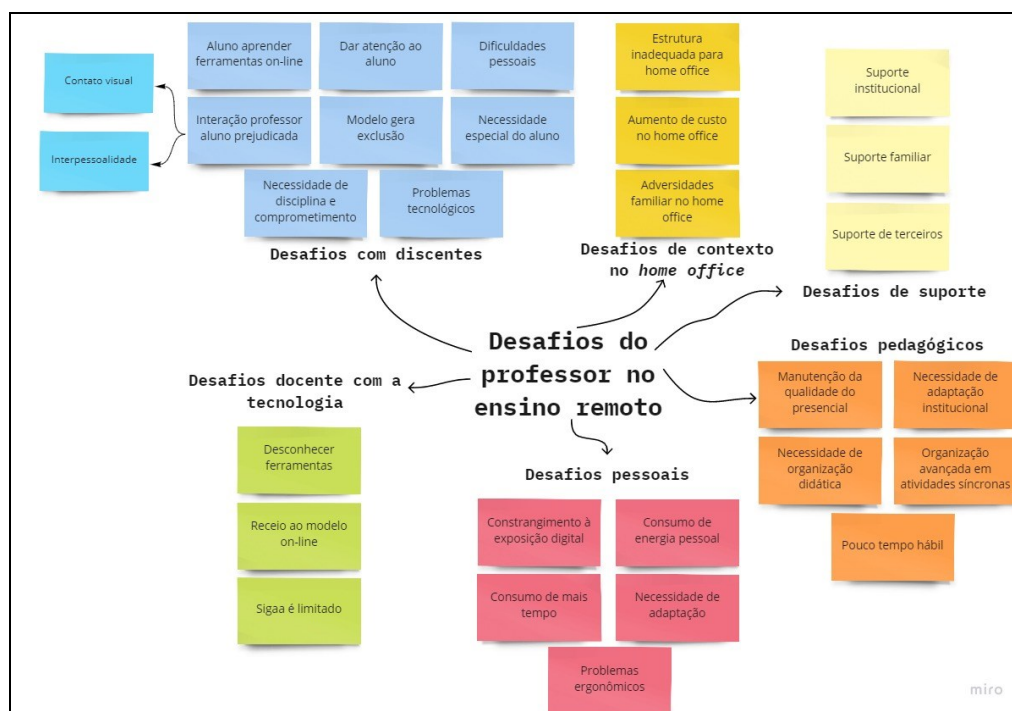 Contato visual
Interpessoalidade
Aluno aprender
ferramentas on-line
Dar atenção ao
aluno
Dificuldades
pessoais
Interação professor
aluno prejudicada
Modelo gera
exclusão
Necessidade
especial do aluno
Necessidade de
disciplina e
comprometimento
Problemas
tecnológicos
Desafios com discentes
Estrutura
inadequada para
home office
Aumento de custo
no home office
Adversidades
familiar no home
office
Desafios de contexto
no home office
Suporte
institucional
Suporte familiar
Suporte de terceiros
Desafios de suporte
Desafios do
professor no
ensino remoto
Desafios docente com a
tecnologia
Desconhecer
ferramentas
Receio ao modelo
on-line
Sigaa é limitado
Desafios pessoais
Constrangimento à
exposição digital
Consumo de
energia pessoal
Consumo de mais
tempo
Necessidade de
adaptação
Problemas
ergonômicos
Desafios pedagógicos
Manutenção da
qualidade do
presencial
Necessidade de
adaptação
institucional
Necessidade de
organização
didática
Organização
avançada em
atividades síncronas
Pouco tempo hábil
miro